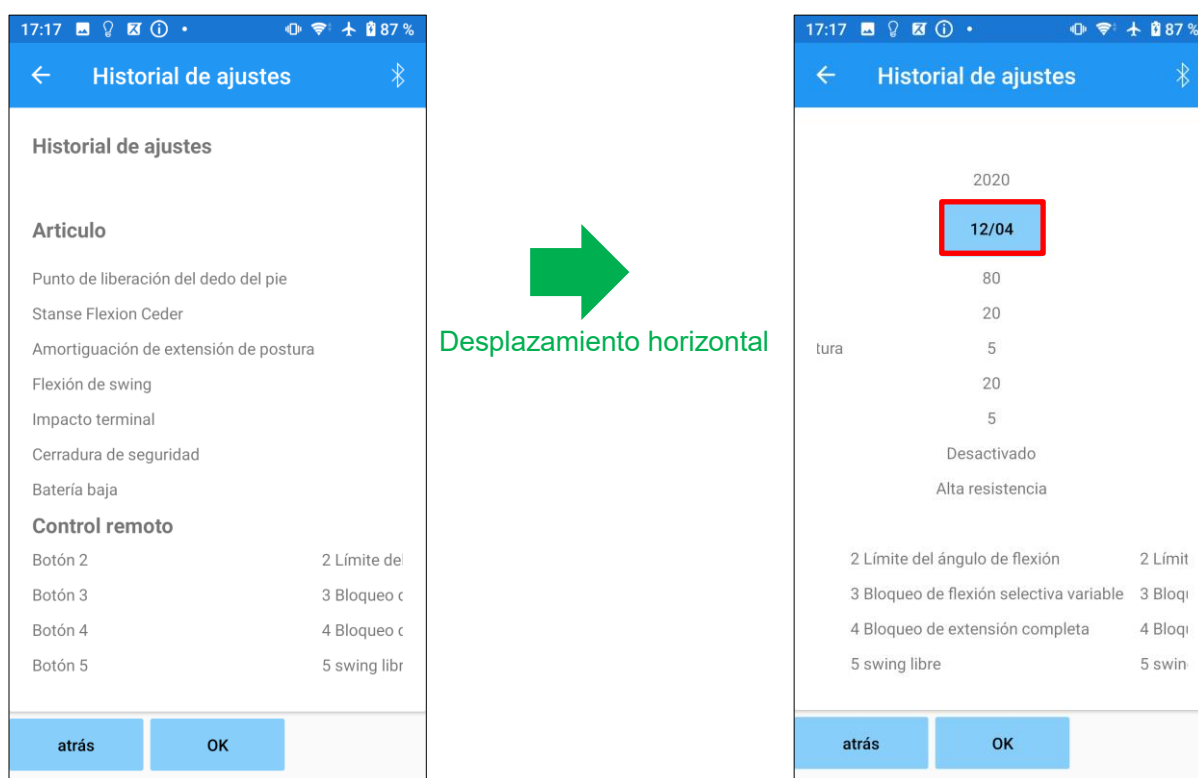 17:17 87 %
Historial de ajustes
Historial de ajustes
Articulo
Punto de liberación del dedo del pie
Stanse Flexion Ceder
Amortiguación de extensión de postura
Flexión de swing
Impacto terminal
Cerradura de seguridad
Batería baja
Control remoto
Botón 2 2 Límite de
Botón 3 3 Bloqueo
Botón 4 4 Bloqueo
Botón 5 5 swing libr
atrás OK
Desplazamiento horizontal
17:17 87 %
Historial de ajustes
2020
12/04
80
20
tura 5
20
5
Desactivado
Alta resistencia
2 Límite del ángulo de flexión 2 Límit
3 Bloqueo de flexión selectiva variable 3 Bloq
4 Bloqueo de extensión completa 4 Bloq
5 swing libre 5 swin
atrás OK